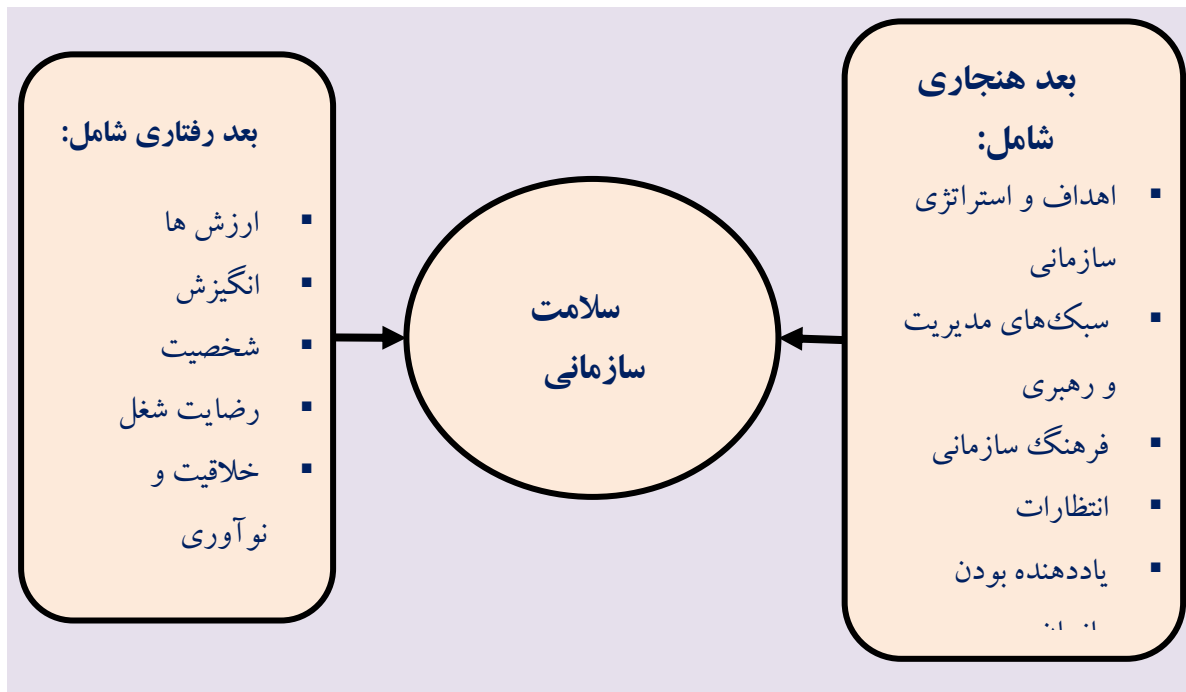 بعد هنجاری
شامل:
▪ اهداف و استراتژی
سازمانی
▪ سبک‌های مدیریت
و رهبری
▪ فرهنگ سازمانی
▪ انتظارات
▪ یاددهنده بودن
سلامت
سازمانی
بعد رفتاری شامل:
▪ ارزش ها
▪ انگیزش
▪ شخصیت
▪ رضایت شغل
▪ خلاقیت و
نوآوری